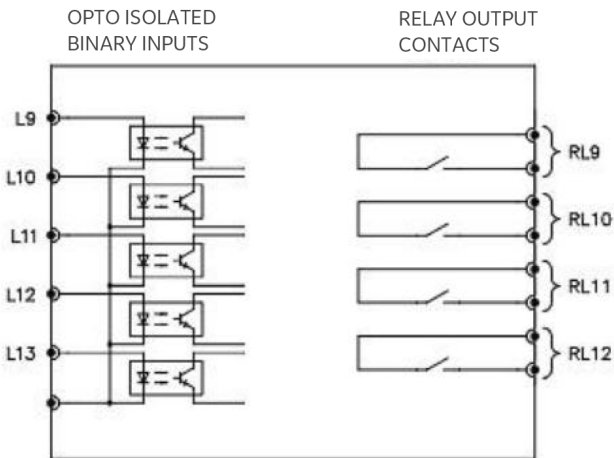 OPTO ISOLATED
BINARY INPUTS
RELAY OUTPUT
CONTACTS
L9
L10
L11
L12
L13
RL9
RL10
RL11
RL12